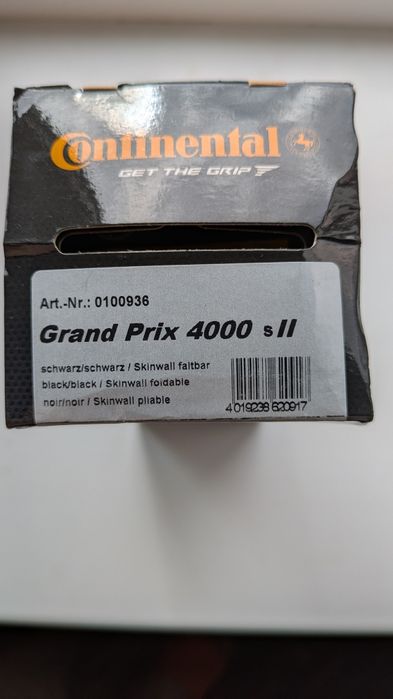 Continental
GET THE GRIP
Art.-Nr.: 0100936
Grand Prix 4000 s II
schwarz/schwarz / Skinwall faltbar
black/black / Skinwall foldable
noir/noir / Skinwall pliable
4 019238 620917